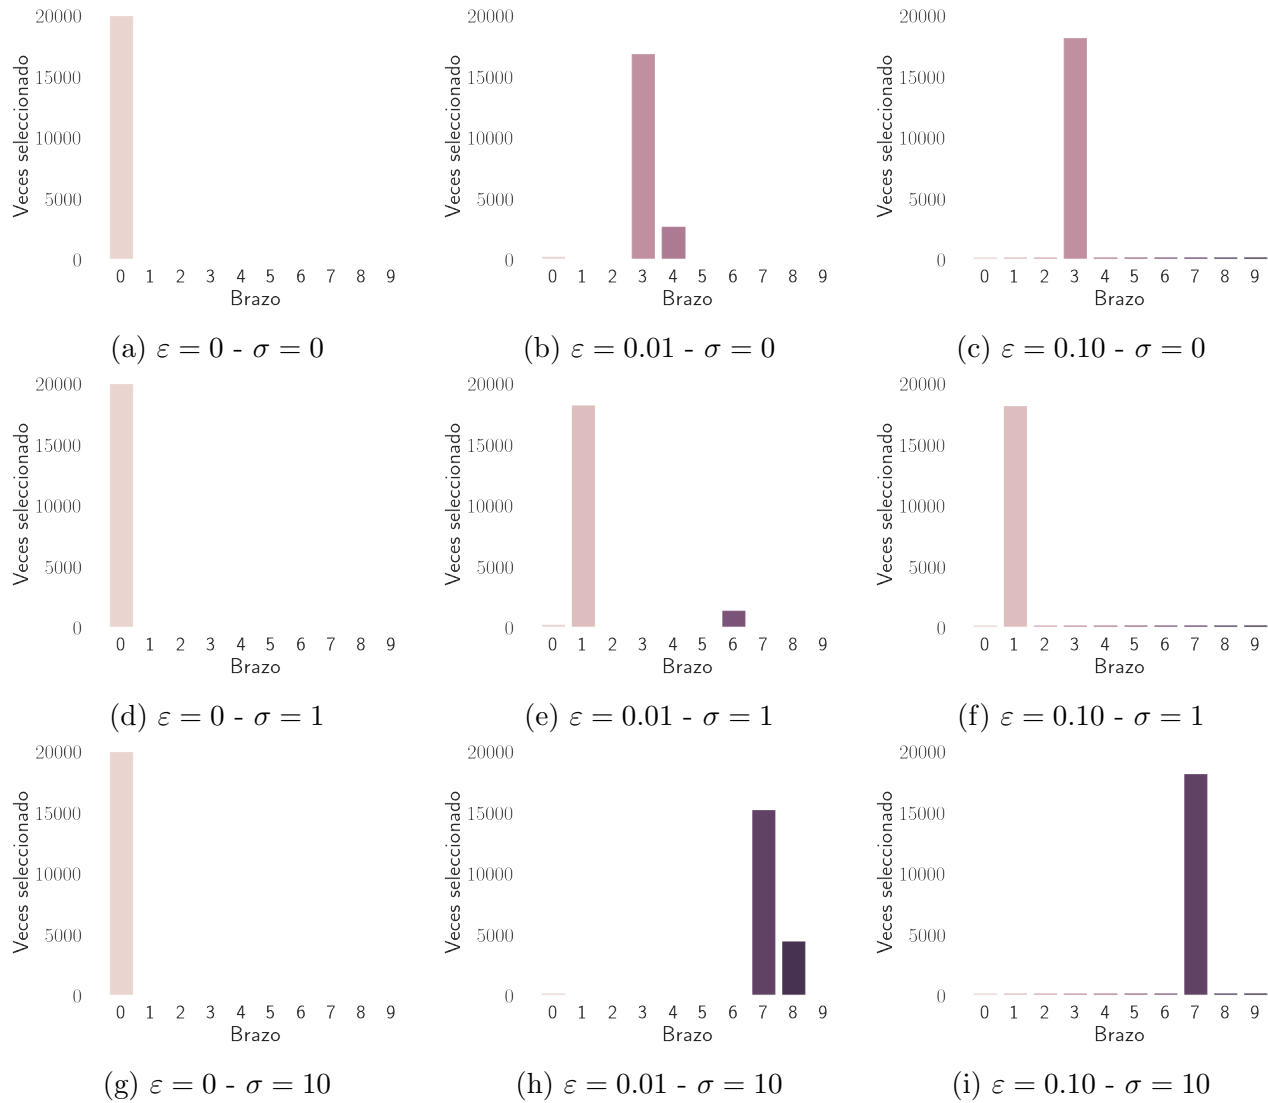 20000 20000 20000
15000 15000 15000
10000 10000 10000
5000 5000 5000
0 0 0
Veces seleccionado Veces seleccionado Veces seleccionado
0 1 2 3 4 5 6 7 8 9 0 1 2 3 4 5 6 7 8 9 0 1 2 3 4 5 6 7 8 9
Brazo Brazo Brazo
(a) ε = 0 - σ = 0 (b) ε = 0.01 - σ = 0 (c) ε = 0.10 - σ = 0
20000 20000 20000
15000 15000 15000
10000 10000 10000
5000 5000 5000
0 0 0
Veces seleccionado Veces seleccionado Veces seleccionado
0 1 2 3 4 5 6 7 8 9 0 1 2 3 4 5 6 7 8 9 0 1 2 3 4 5 6 7 8 9
Brazo Brazo Brazo
(d) ε = 0 - σ = 1 (e) ε = 0.01 - σ = 1 (f) ε = 0.10 - σ = 1
20000 20000 20000
15000 15000 15000
10000 10000 10000
5000 5000 5000
0 0 0
Veces seleccionado Veces seleccionado Veces seleccionado
0 1 2 3 4 5 6 7 8 9 0 1 2 3 4 5 6 7 8 9 0 1 2 3 4 5 6 7 8 9
Brazo Brazo Brazo
(g) ε = 0 - σ = 10 (h) ε = 0.01 - σ = 10 (i) ε = 0.10 - σ = 10